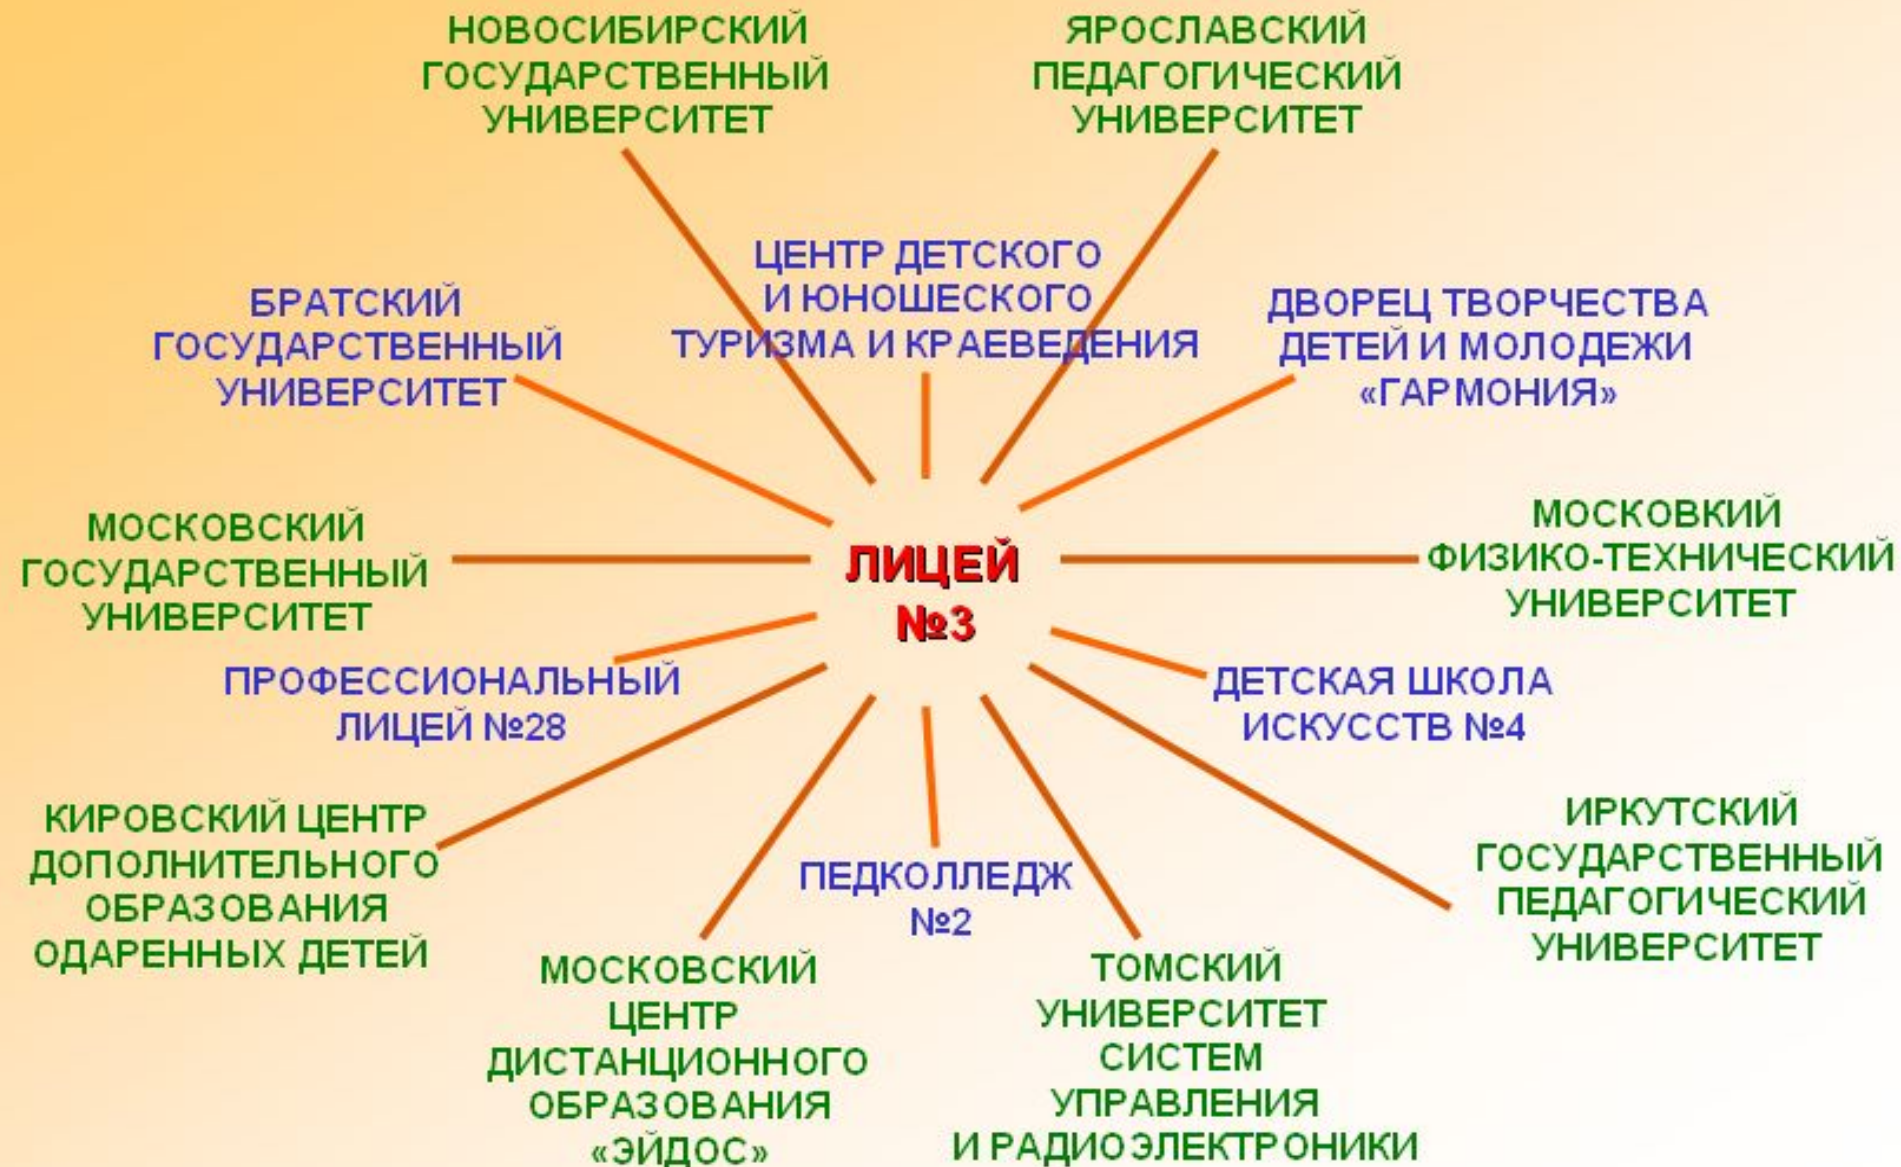 НОВОСИБИРСКИЙ
ГОСУДАРСТВЕННЫЙ
УНИВЕРСИТЕТ
ЯРОСЛАВСКИЙ
ПЕДАГОГИЧЕСКИЙ
УНИВЕРСИТЕТ
ЦЕНТР ДЕТСКОГО
И ЮНОШЕСКОГО
ТУРИЗМА И КРАЕВЕДЕНИЯ
БРАТСКИЙ
ГОСУДАРСТВЕННЫЙ
УНИВЕРСИТЕТ
ДВОРЕЦ ТВОРЧЕСТВА
ДЕТЕЙ И МОЛОДЕЖИ
«ГАРМОНИЯ»
МОСКОВСКИЙ
ГОСУДАРСТВЕННЫЙ
УНИВЕРСИТЕТ
ЛИЦЕЙ
№3
МОСКОВКИЙ
ФИЗИКО-ТЕХНИЧЕСКИЙ
УНИВЕРСИТЕТ
ПРОФЕССИОНАЛЬНЫЙ
ЛИЦЕЙ №28
ДЕТСКАЯ ШКОЛА
ИСКУССТВ №4
КИРОВСКИЙ ЦЕНТР
ДОПОЛНИТЕЛЬНОГО
ОБРАЗОВАНИЯ
ОДАРЕННЫХ ДЕТЕЙ
ПЕДКОЛЛЕДЖ
№2
ИРКУТСКИЙ
ГОСУДАРСТВЕННЫЙ
ПЕДАГОГИЧЕСКИЙ
УНИВЕРСИТЕТ
МОСКОВСКИЙ
ЦЕНТР
ДИСТАНЦИОННОГО
ОБРАЗОВАНИЯ
«ЭЙДОС»
ТОМСКИЙ
УНИВЕРСИТЕТ
СИСТЕМ
УПРАВЛЕНИЯ
И РАДИОЭЛЕКТРОНИКИ